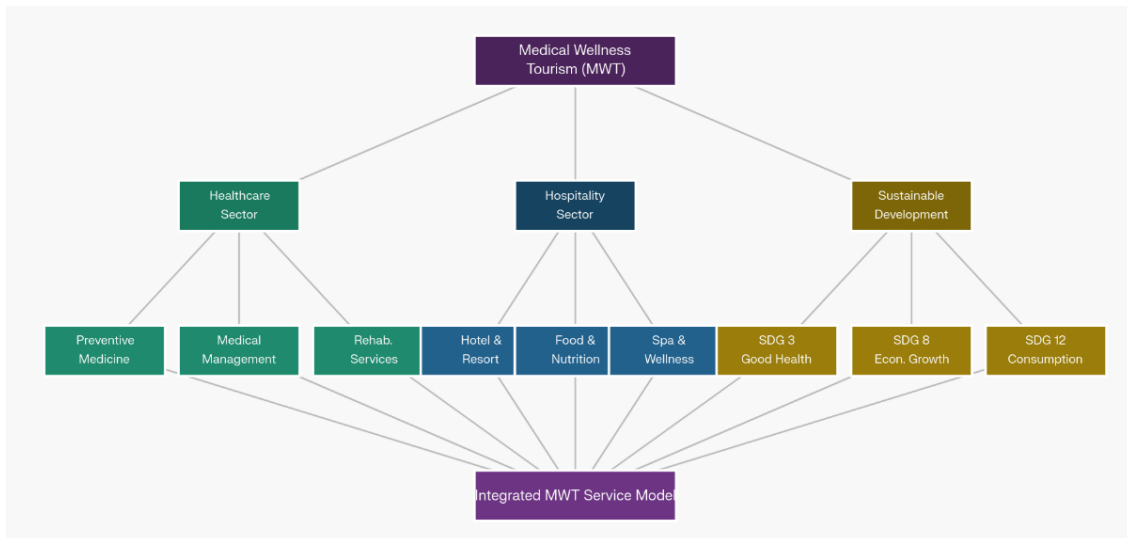 Medical Wellness
Tourism (MWT)
Healthcare
Sector
Hospitality
Sector
Sustainable
Development
Preventive
Medicine
Medical
Management
Rehab.
Services
Hotel &
Resort
Food &
Nutrition
Spa &
Wellness
SDG 3
Good Health
SDG 8
Econ. Growth
SDG 12
Consumption
Integrated MWT Service Model